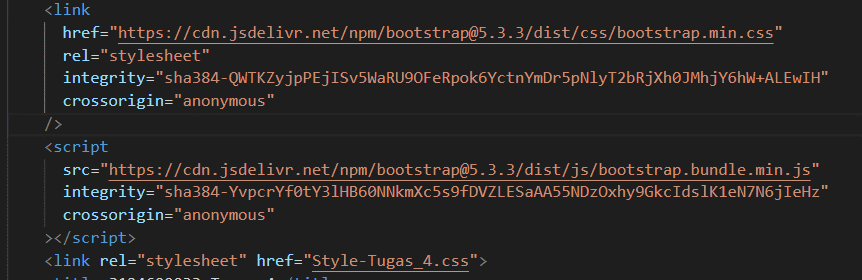 <link
href="https://cdn.jsdelivr.net/npm/bootstrap@5.3.3/dist/css/bootstrap.min.css"
rel="stylesheet"
integrity="sha384-QWTKZyjpPEjISv5WaRU9OFeRpok6YctnYmDr5pNlyT2bRjXh0JMhjY6hW+ALEwIH"
crossorigin="anonymous"
/>
<script
src="https://cdn.jsdelivr.net/npm/bootstrap@5.3.3/dist/js/bootstrap.bundle.min.js"
integrity="sha384-YvpcrYf0tY3lHB60NNkmXc5s9fDVZLESaAA55NDzOxhy9GkcIdslK1eN7N6jIeHz"
crossorigin="anonymous"
></script>
<link rel="stylesheet" href="Style-Tugas_4.css">